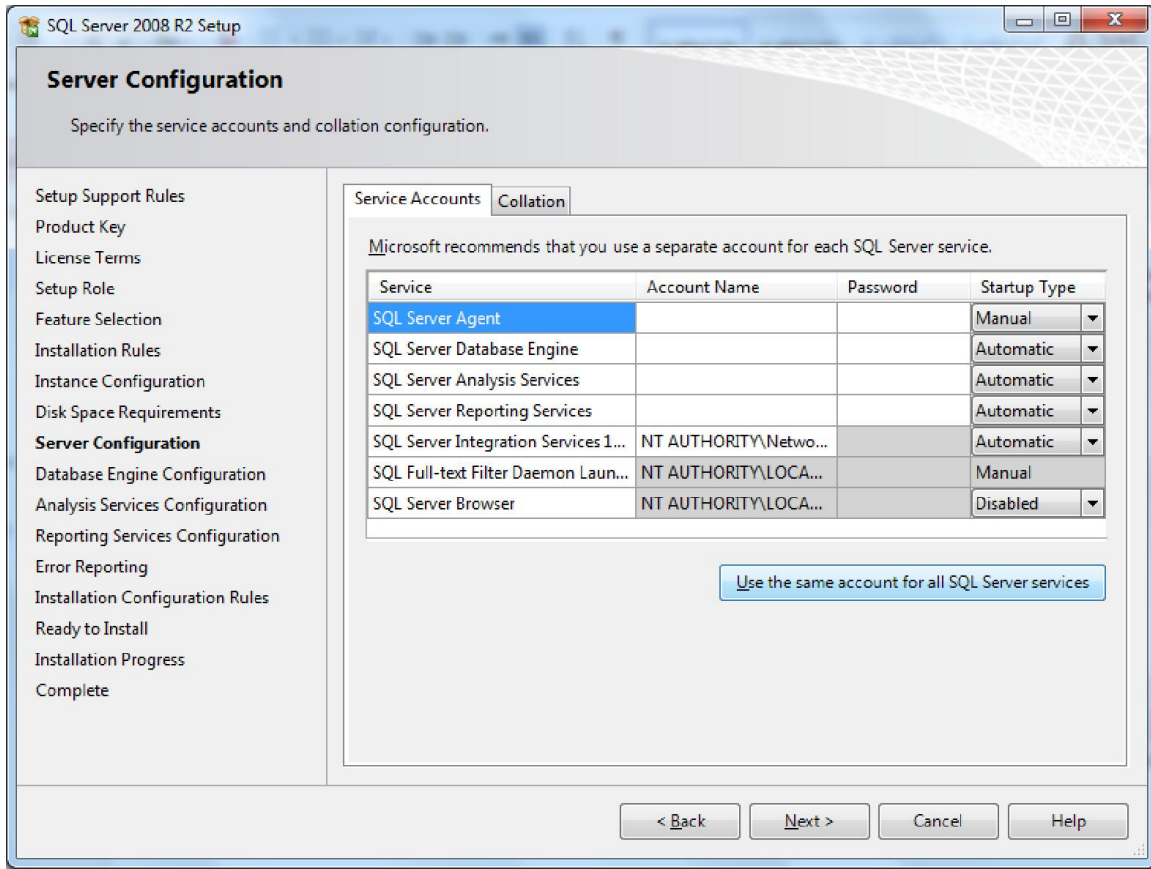 SQL Server 2008 R2 Setup
Server Configuration
Specify the service accounts and collation configuration.
Setup Support Rules
Product Key
License Terms
Setup Role
Feature Selection
Installation Rules
Instance Configuration
Disk Space Requirements
Server Configuration
Database Engine Configuration
Analysis Services Configuration
Reporting Services Configuration
Error Reporting
Installation Configuration Rules
Ready to Install
Installation Progress
Complete
Service Accounts Collation
Microsoft recommends that you use a separate account for each SQL Server service.
Service Account Name Password Startup Type
SQL Server Agent Manual
SQL Server Database Engine Automatic
SQL Server Analysis Services Automatic
SQL Server Reporting Services Automatic
SQL Server Integration Services 1... NT AUTHORITY\Netwo... Automatic
SQL Full-text Filter Daemon Laun... NT AUTHORITY\LOCA... Manual
SQL Server Browser NT AUTHORITY\LOCA... Disabled
Use the same account for all SQL Server services
< Back Next > Cancel Help